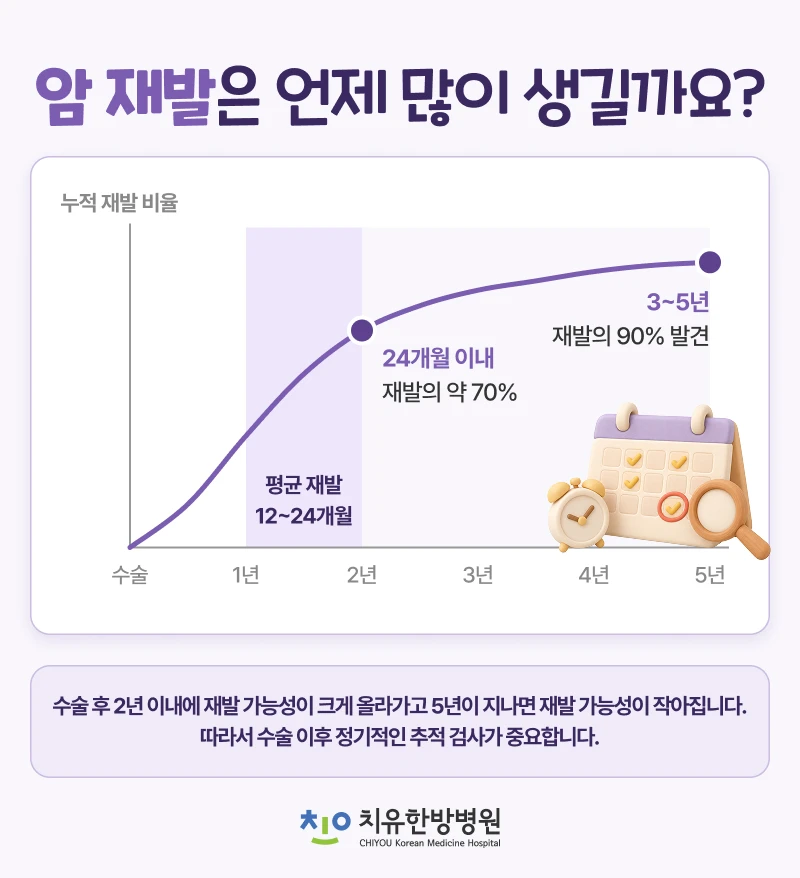 암 재발은 언제 많이 생길까요?
누적 재발 비율
3~5년
재발의 90% 발견
24개월 이내
재발의 약 70%
평균 재발
12~24개월
수술 1년 2년 3년 4년 5년
수술 후 2년 이내에 재발 가능성이 크게 올라가고 5년이 지나면 재발 가능성이 작아집니다.
따라서 수술 이후 정기적인 추적 검사가 중요합니다.
치유 치유한방병원
CHIYOU Korean Medicine Hospital